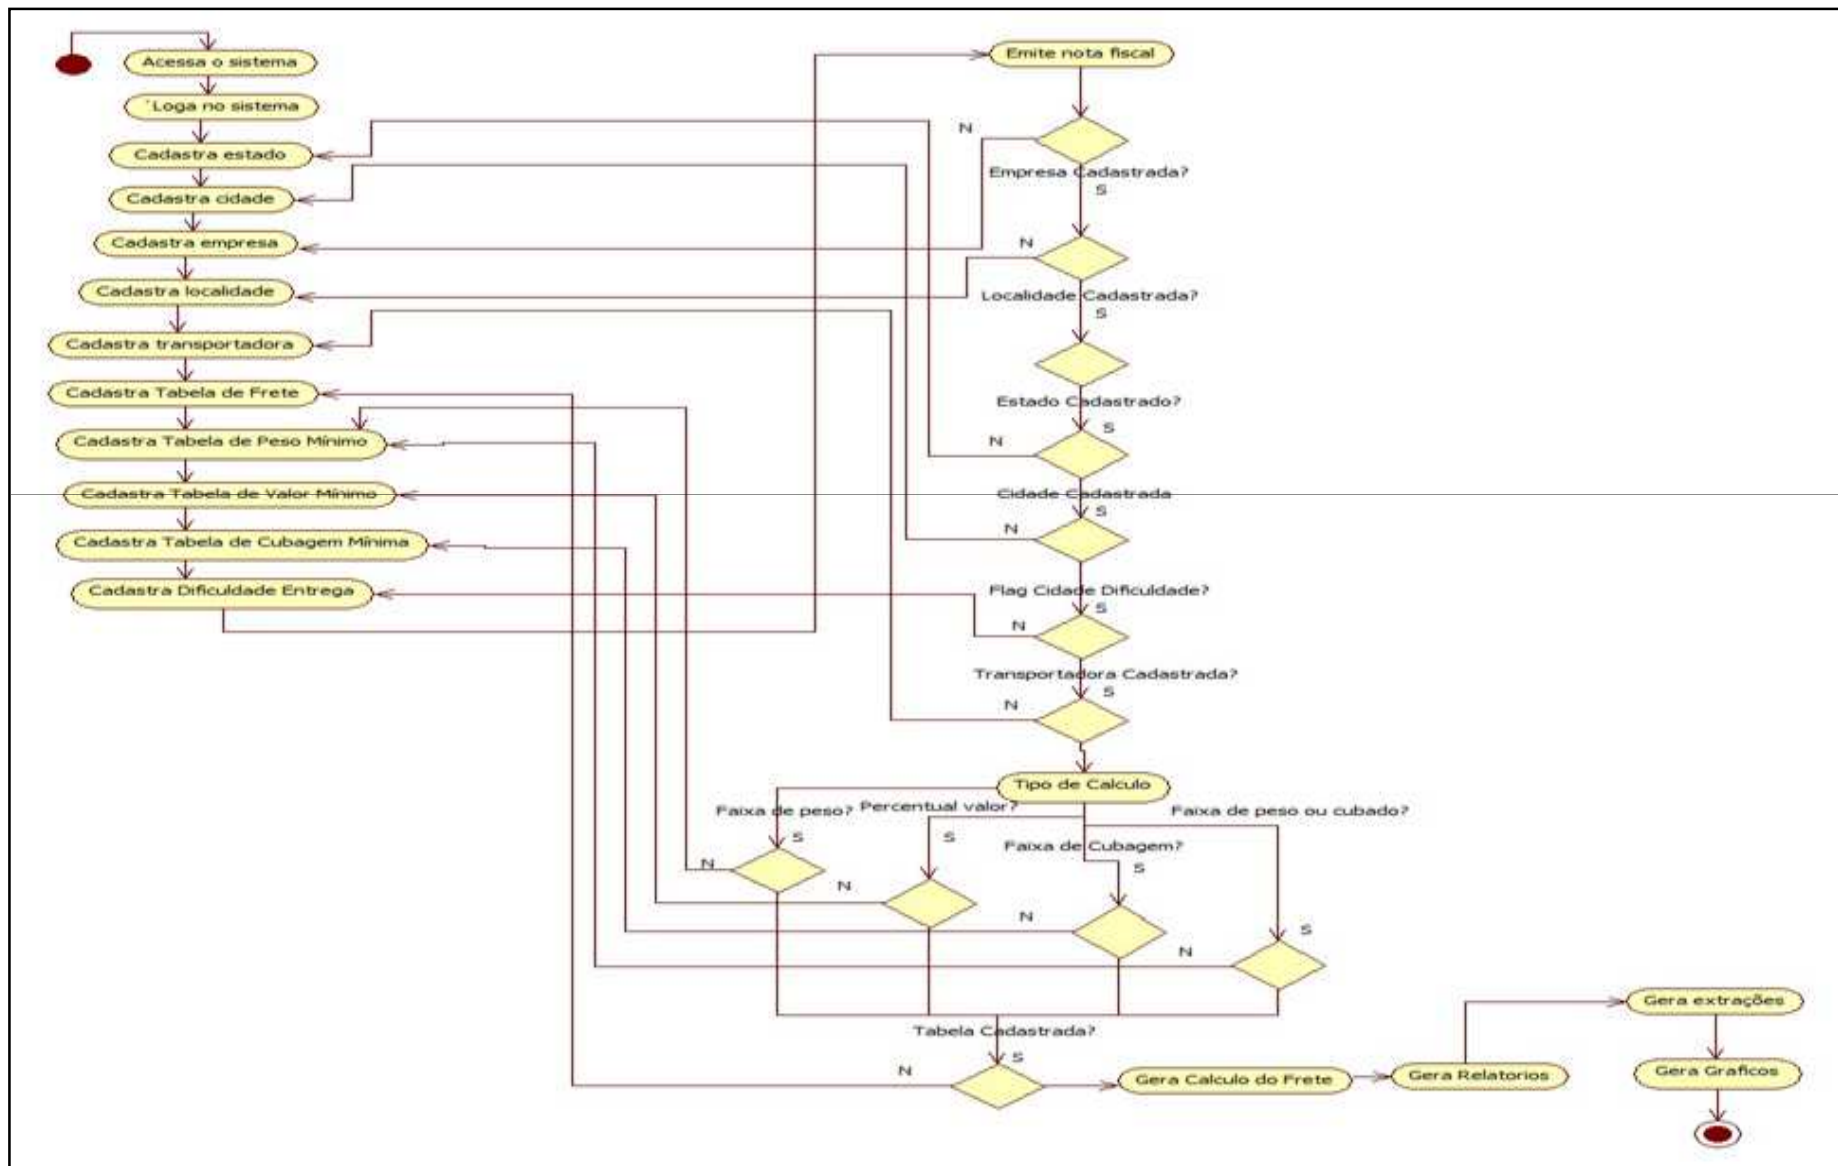 Acessa o sistema
´Loga no sistema
Cadastra estado
Cadastra cidade
Cadastra empresa
Cadastra localidade
Cadastra transportadora
Cadastra Tabela de Frete
Cadastra Tabela de Peso Mínimo
Cadastra Tabela de Valor Mínimo
Cadastra Tabela de Cubagem Mínima
Cadastra Dificuldade Entrega
Emite nota fiscal
N
Empresa Cadastrada?
S
N
Localidade Cadastrada?
S
Estado Cadastrado?
S
N
Cidade Cadastrada
S
N
Flag Cidade Dificuldade?
S
N
Transportadora Cadastrada?
S
N
Tipo de Calculo
Faixa de peso?
Percentual valor?
Faixa de peso ou cubado?
S
S
Faixa de Cubagem?
S
N
N
N
S
N
Tabela Cadastrada?
S
N
Gera Calculo do Frete
Gera Relatorios
Gera extrações
Gera Graficos